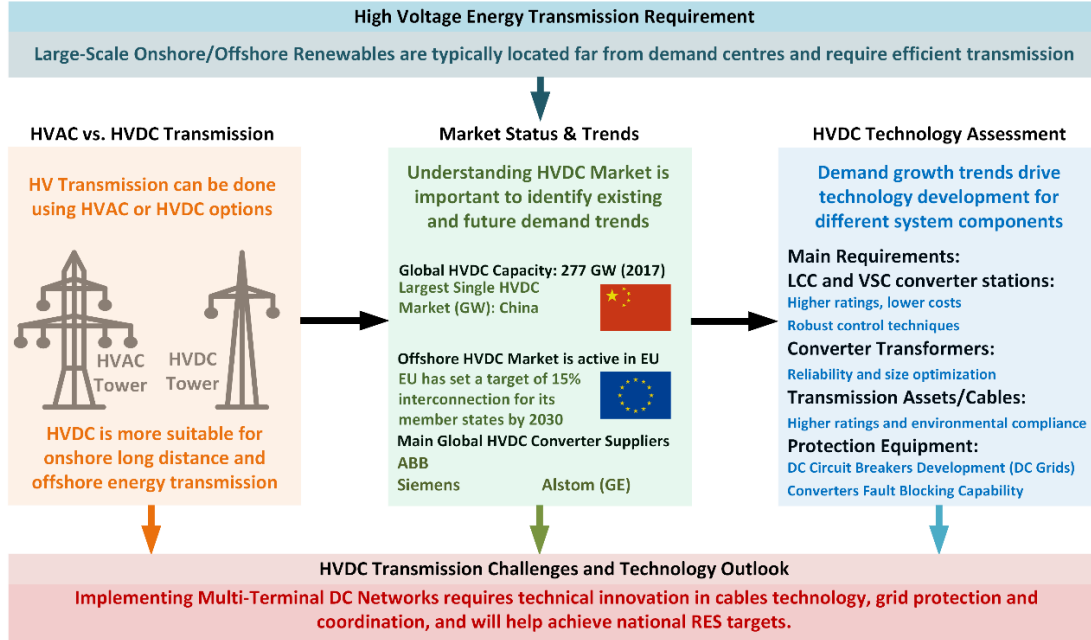 High Voltage Energy Transmission Requirement
Large-Scale Onshore/Offshore Renewables are typically located far from demand centres and require efficient transmission
HVAC vs. HVDC Transmission
HV Transmission can be done
using HVAC or HVDC options
HVAC
Tower
HVDC
Tower
HVDC is more suitable for
onshore long distance and
offshore energy transmission
Market Status & Trends
Understanding HVDC Market is
important to identify existing
and future demand trends
Global HVDC Capacity: 277 GW (2017)
Largest Single HVDC
Market (GW): China
Offshore HVDC Market is active in EU
EU has set a target of 15%
interconnection for its
member states by 2030
Main Global HVDC Converter Suppliers
ABB
Siemens Alstom (GE)
HVDC Technology Assessment
Demand growth trends drive
technology development for
different system components
Main Requirements:
LCC and VSC converter stations:
Higher ratings, lower costs
Robust control techniques
Converter Transformers:
Reliability and size optimization
Transmission Assets/Cables:
Higher ratings and environmental compliance
Protection Equipment:
DC Circuit Breakers Development (DC Grids)
Converters Fault Blocking Capability
HVDC Transmission Challenges and Technology Outlook
Implementing Multi-Terminal DC Networks requires technical innovation in cables technology, grid protection and
coordination, and will help achieve national RES targets.